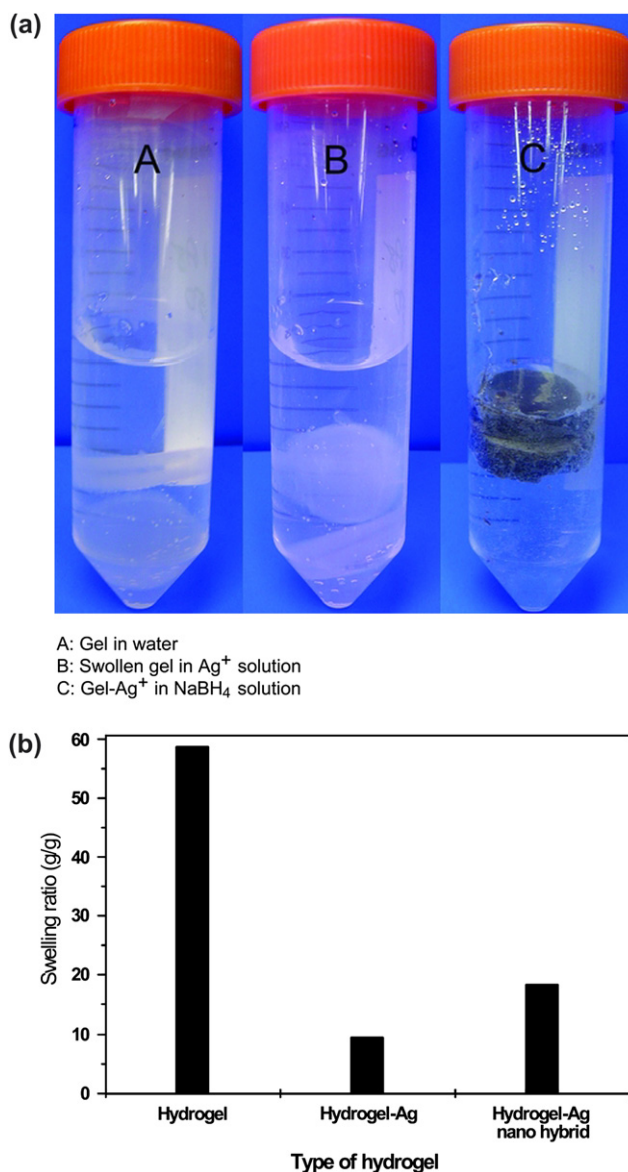 (a)
A B C
A: Gel in water
B: Swollen gel in Ag⁺ solution
C: Gel-Ag⁺ in NaBH₄ solution
(b)
60
50
40
30
20
10
0
Swelling ratio (g/g)
Hydrogel Hydrogel-Ag Hydrogel-Ag
nano hybrid
Type of hydrogel